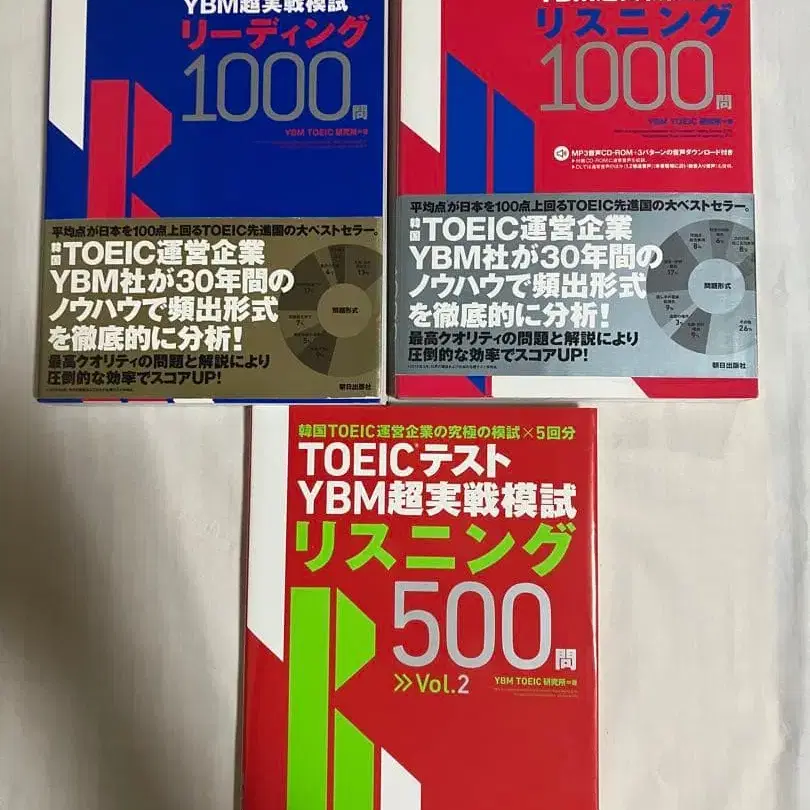 YBM超実戦模試
リーディング
1000問
YBM TOEIC 研究所=著
平均点が日本を100点上回るTOEIC先進国の大ベストセラー。
韓国TOEIC運営企業
YBM社が30年間の
ノウハウで頻出形式
を徹底的に分析!
最高クオリティの問題と解説により
圧倒的な効率でスコアUP!
問題形式
朝日出版社
リスニング
1000問
YBM TOEIC 研究所=著
MP3音声CD-ROM+3パターンの音声ダウンロード付き
平均点が日本を100点上回るTOEIC先進国の大ベストセラー。
韓国TOEIC運営企業
YBM社が30年間の
ノウハウで頻出形式
を徹底的に分析!
最高クオリティの問題と解説により
圧倒的な効率でスコアUP!
問題形式
17%
9%
その他
26%
朝日出版社
韓国TOEIC運営企業の究極の模試×5回分
TOEIC®テスト
YBM超実戦模試
リスニング
500問
>>Vol.2
YBM TOEIC 研究所=著